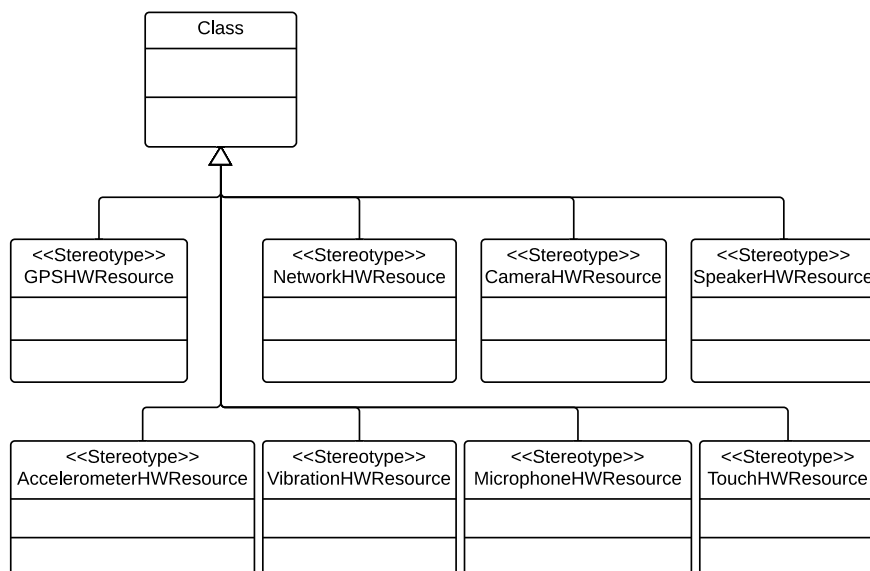 Class
<<Stereotype>>
GPSHWResource
<<Stereotype>>
NetworkHWResouce
<<Stereotype>>
CameraHWResource
<<Stereotype>>
SpeakerHWResource
<<Stereotype>>
AccelerometerHWResource
<<Stereotype>>
VibrationHWResource
<<Stereotype>>
MicrophoneHWResource
<<Stereotype>>
TouchHWResource